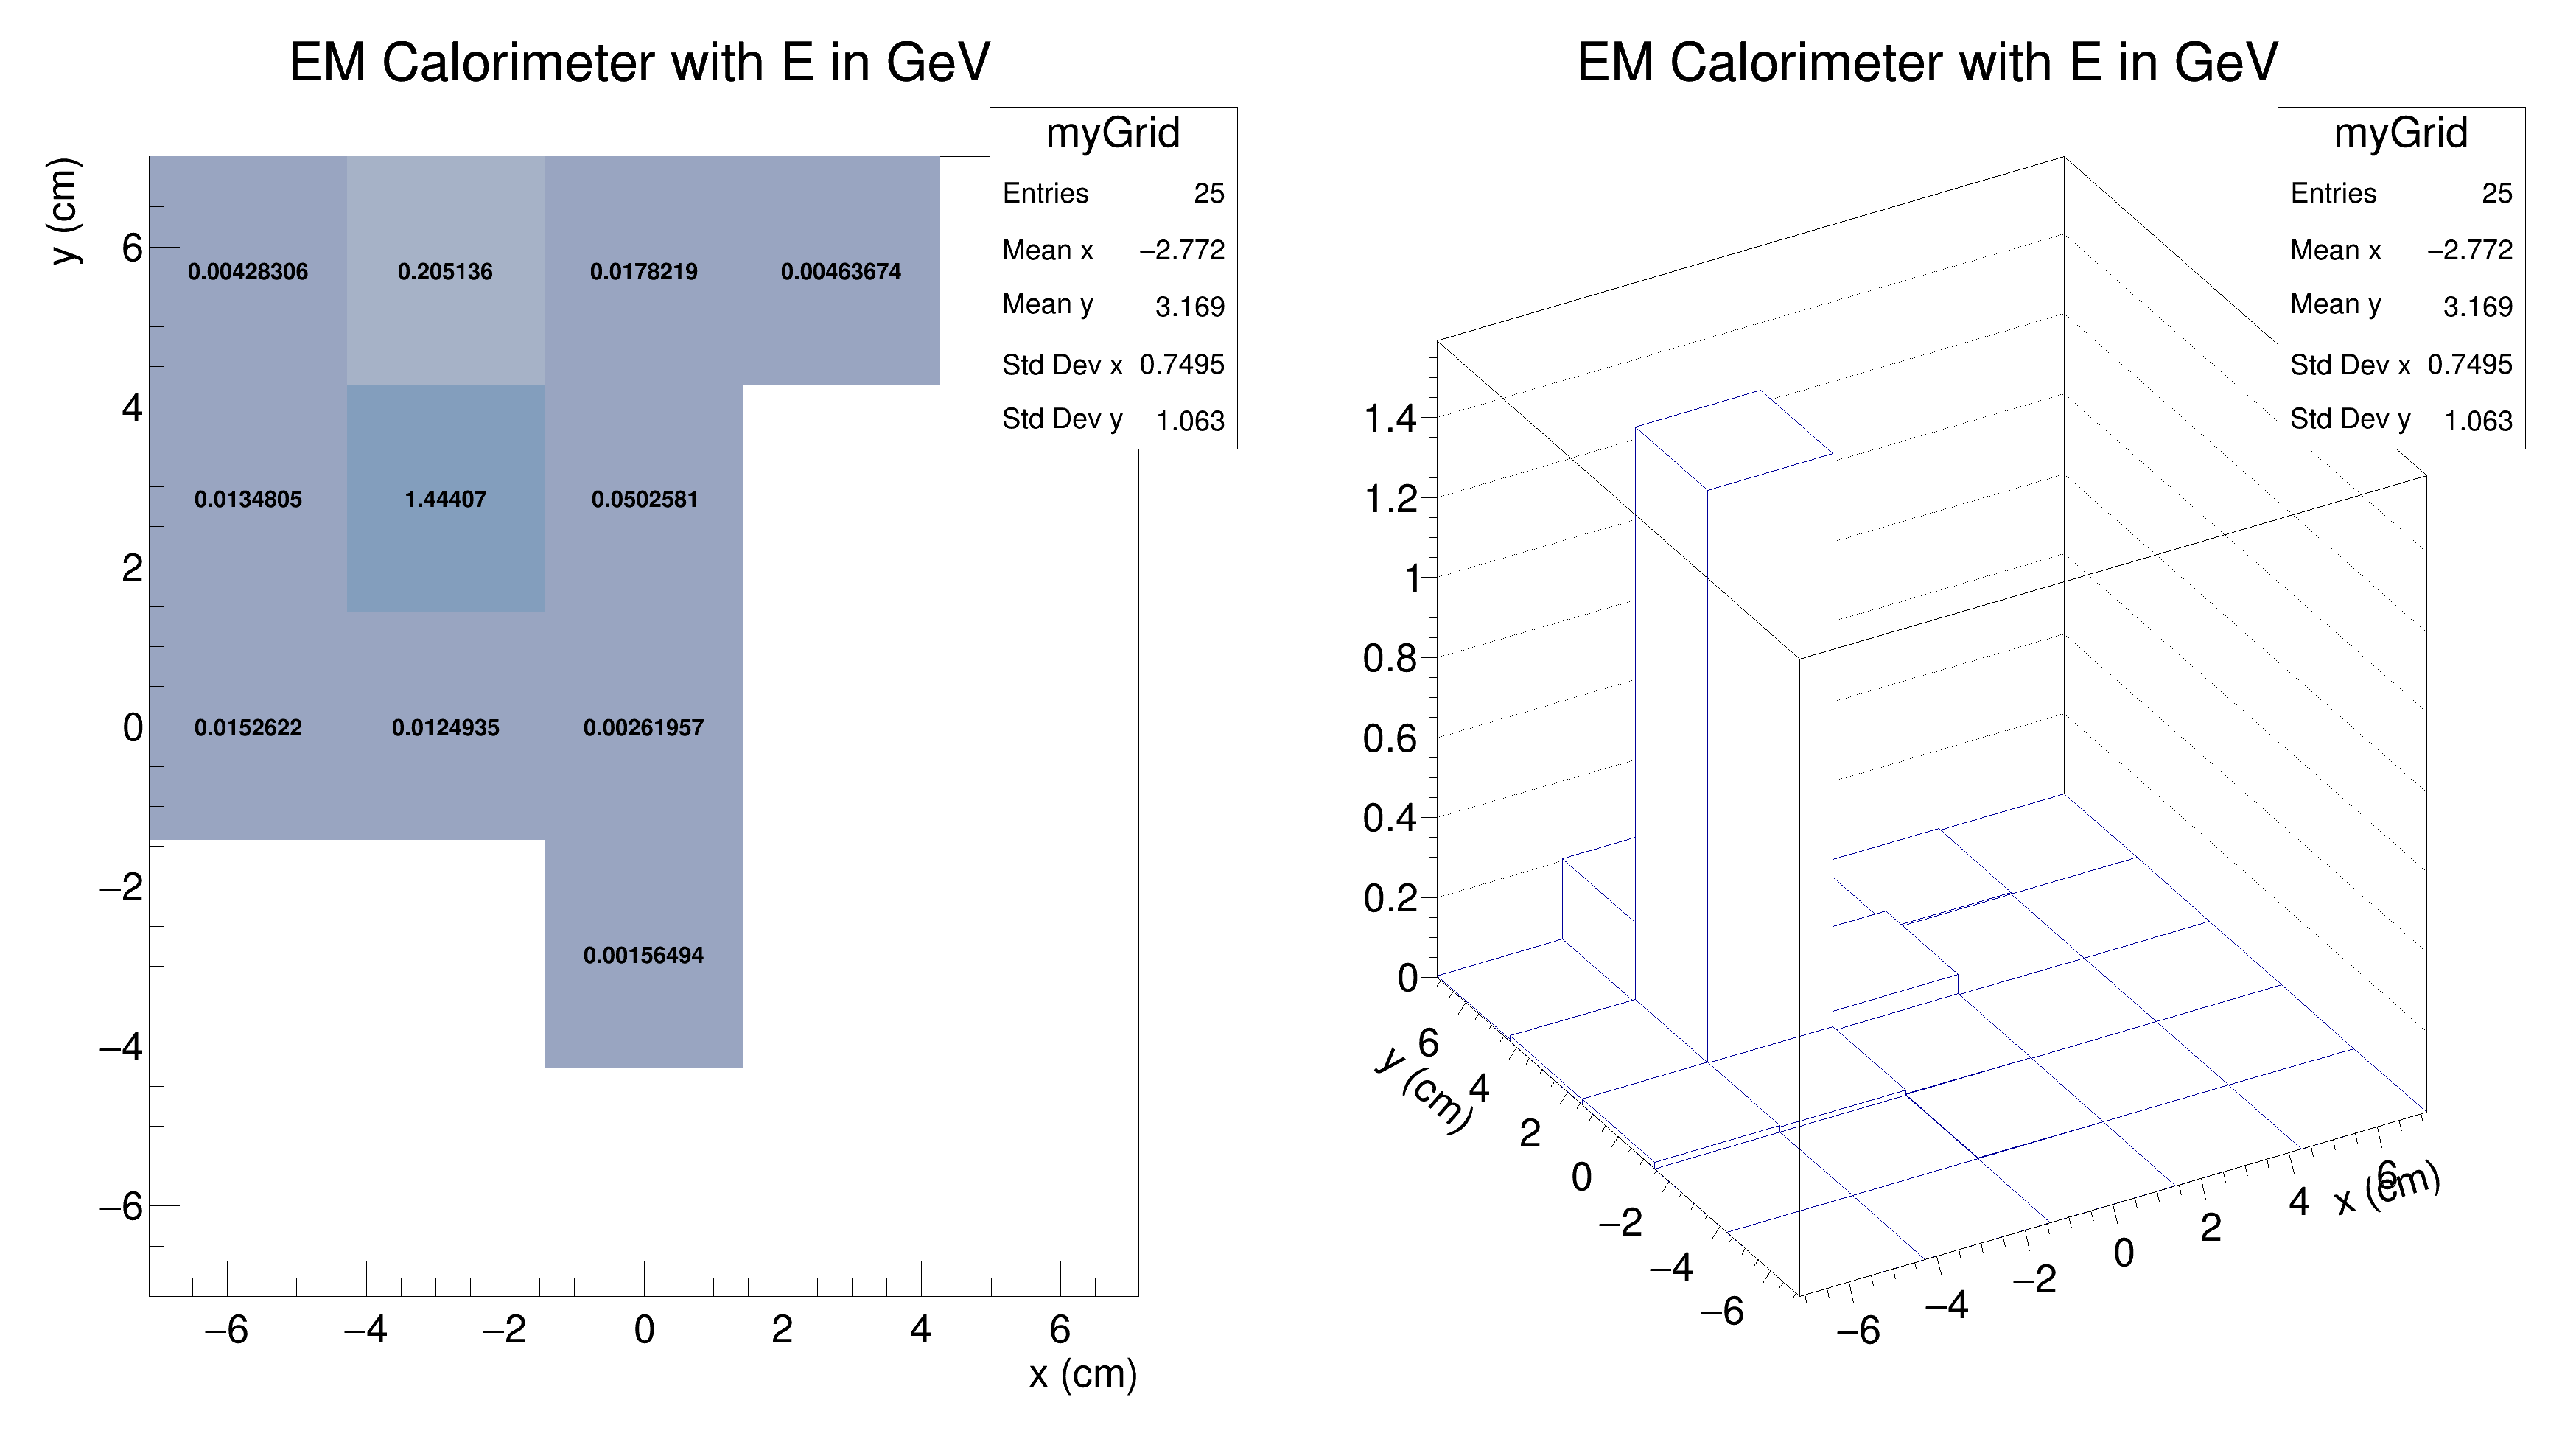 EM Calorimeter with E in GeV
myGrid
Entries 25
Mean x −2.772
Mean y 3.169
Std Dev x 0.7495
Std Dev y 1.063
y (cm)
6
4
2
0
−2
−4
−6
0.00428306 0.205136 0.0178219 0.00463674
0.0134805 1.44407 0.0502581
0.0152622 0.0124935 0.00261957
0.00156494
−6 −4 −2 0 2 4 6
x (cm)
EM Calorimeter with E in GeV
myGrid
Entries 25
Mean x −2.772
Mean y 3.169
Std Dev x 0.7495
Std Dev y 1.063
1.4
1.2
1
0.8
0.6
0.4
0.2
0
6
4
2
0
−2
−4
−6
y (cm)
−6
−4
−2
0
2
4
6
x (cm)